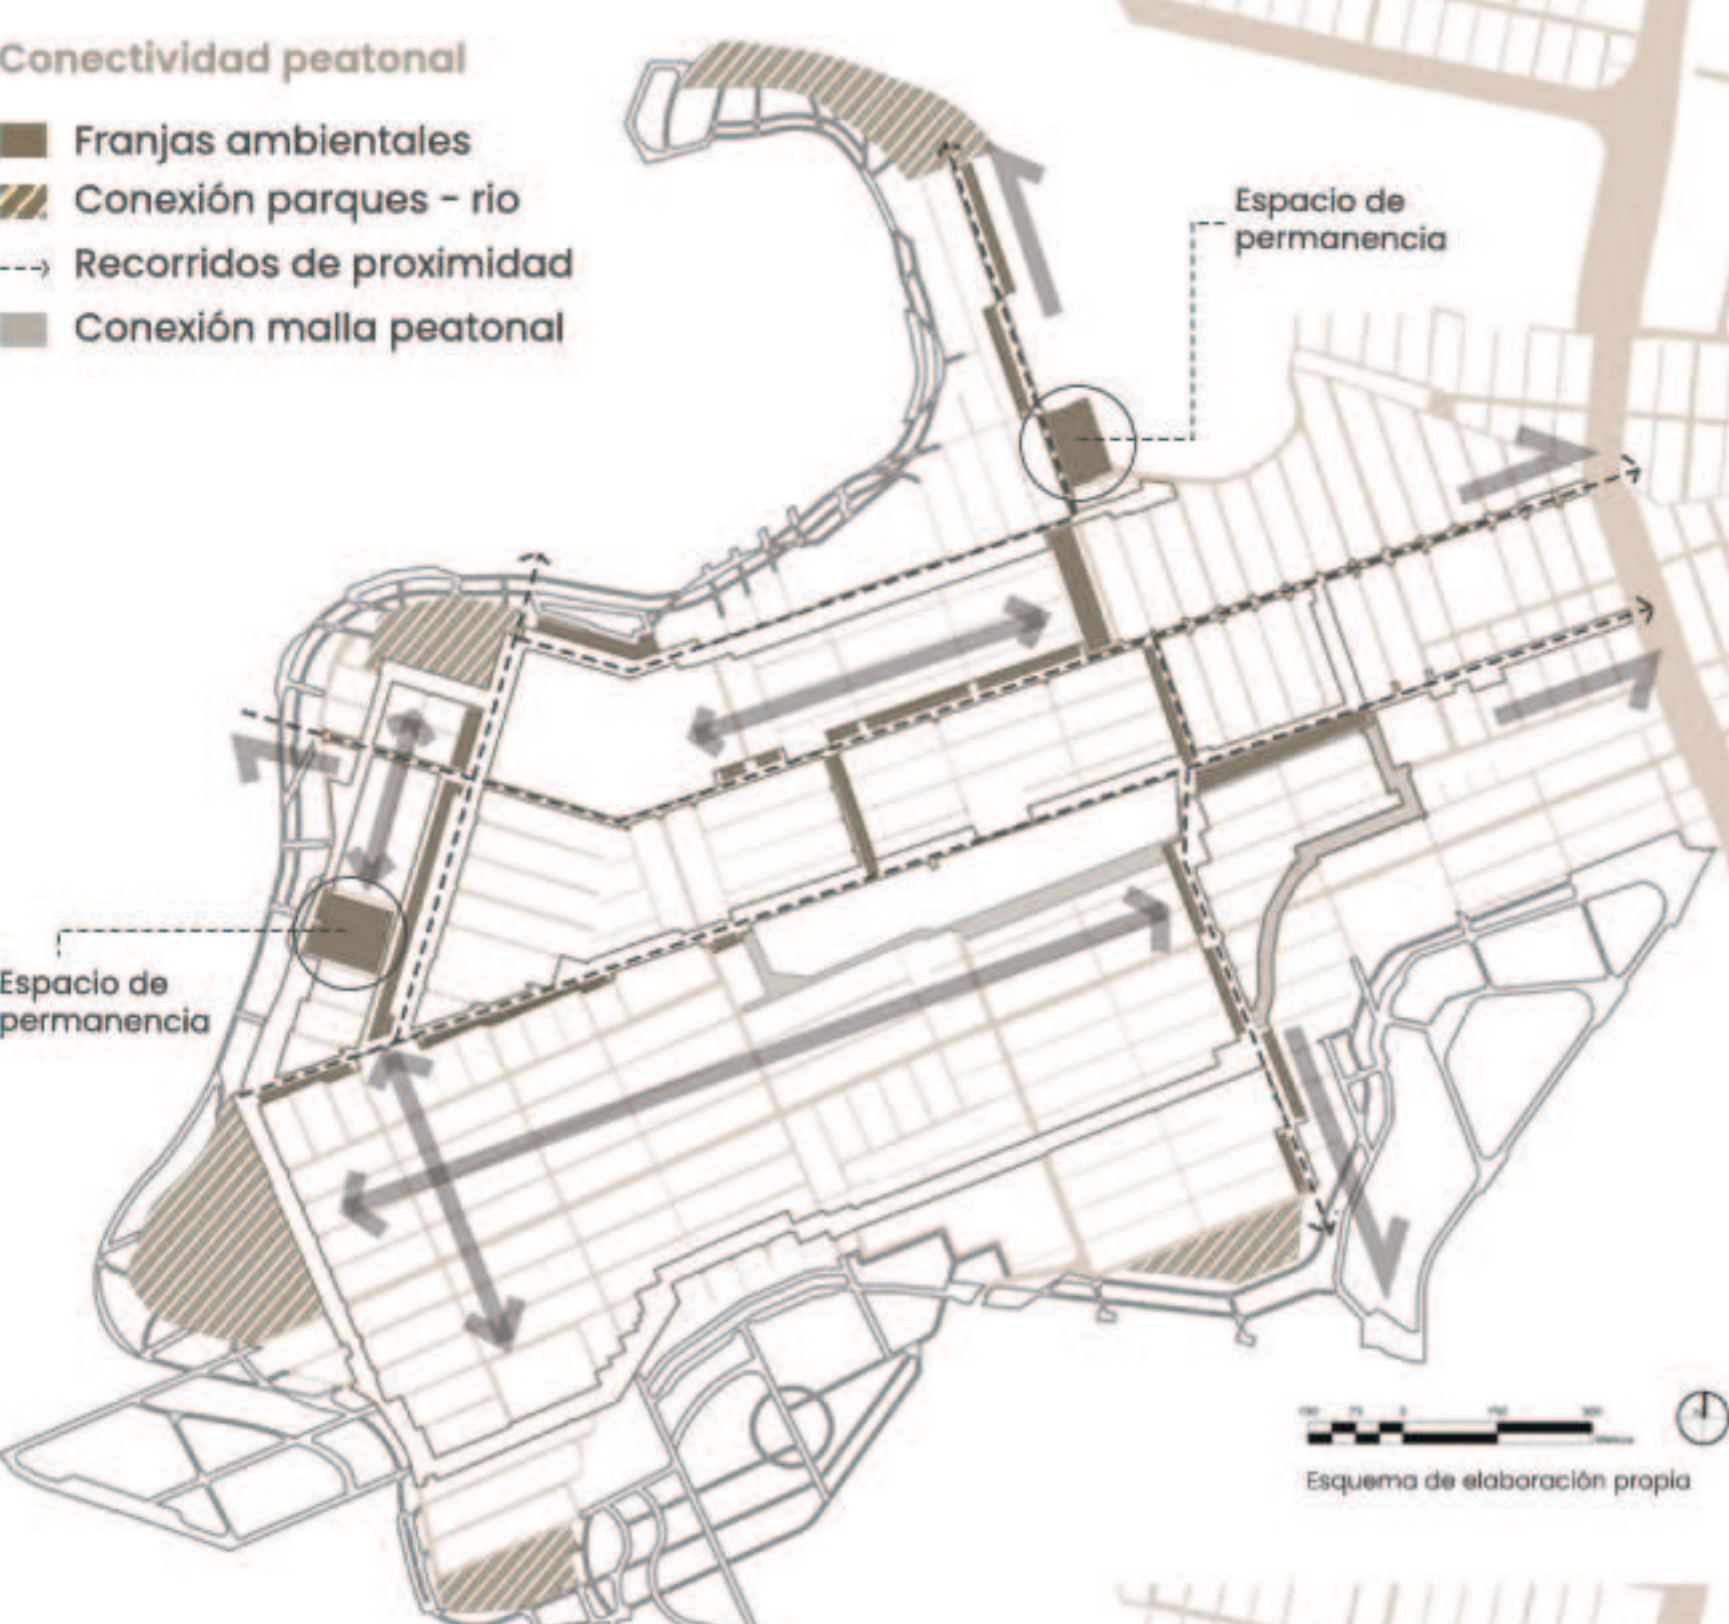 Conectividad peatonal
Franjas ambientales
Conexión parques - rio
Recorridos de proximidad
Conexión malla peatonal
Espacio de
permanencia
Espacio de
permanencia
Esquema de elaboración propia